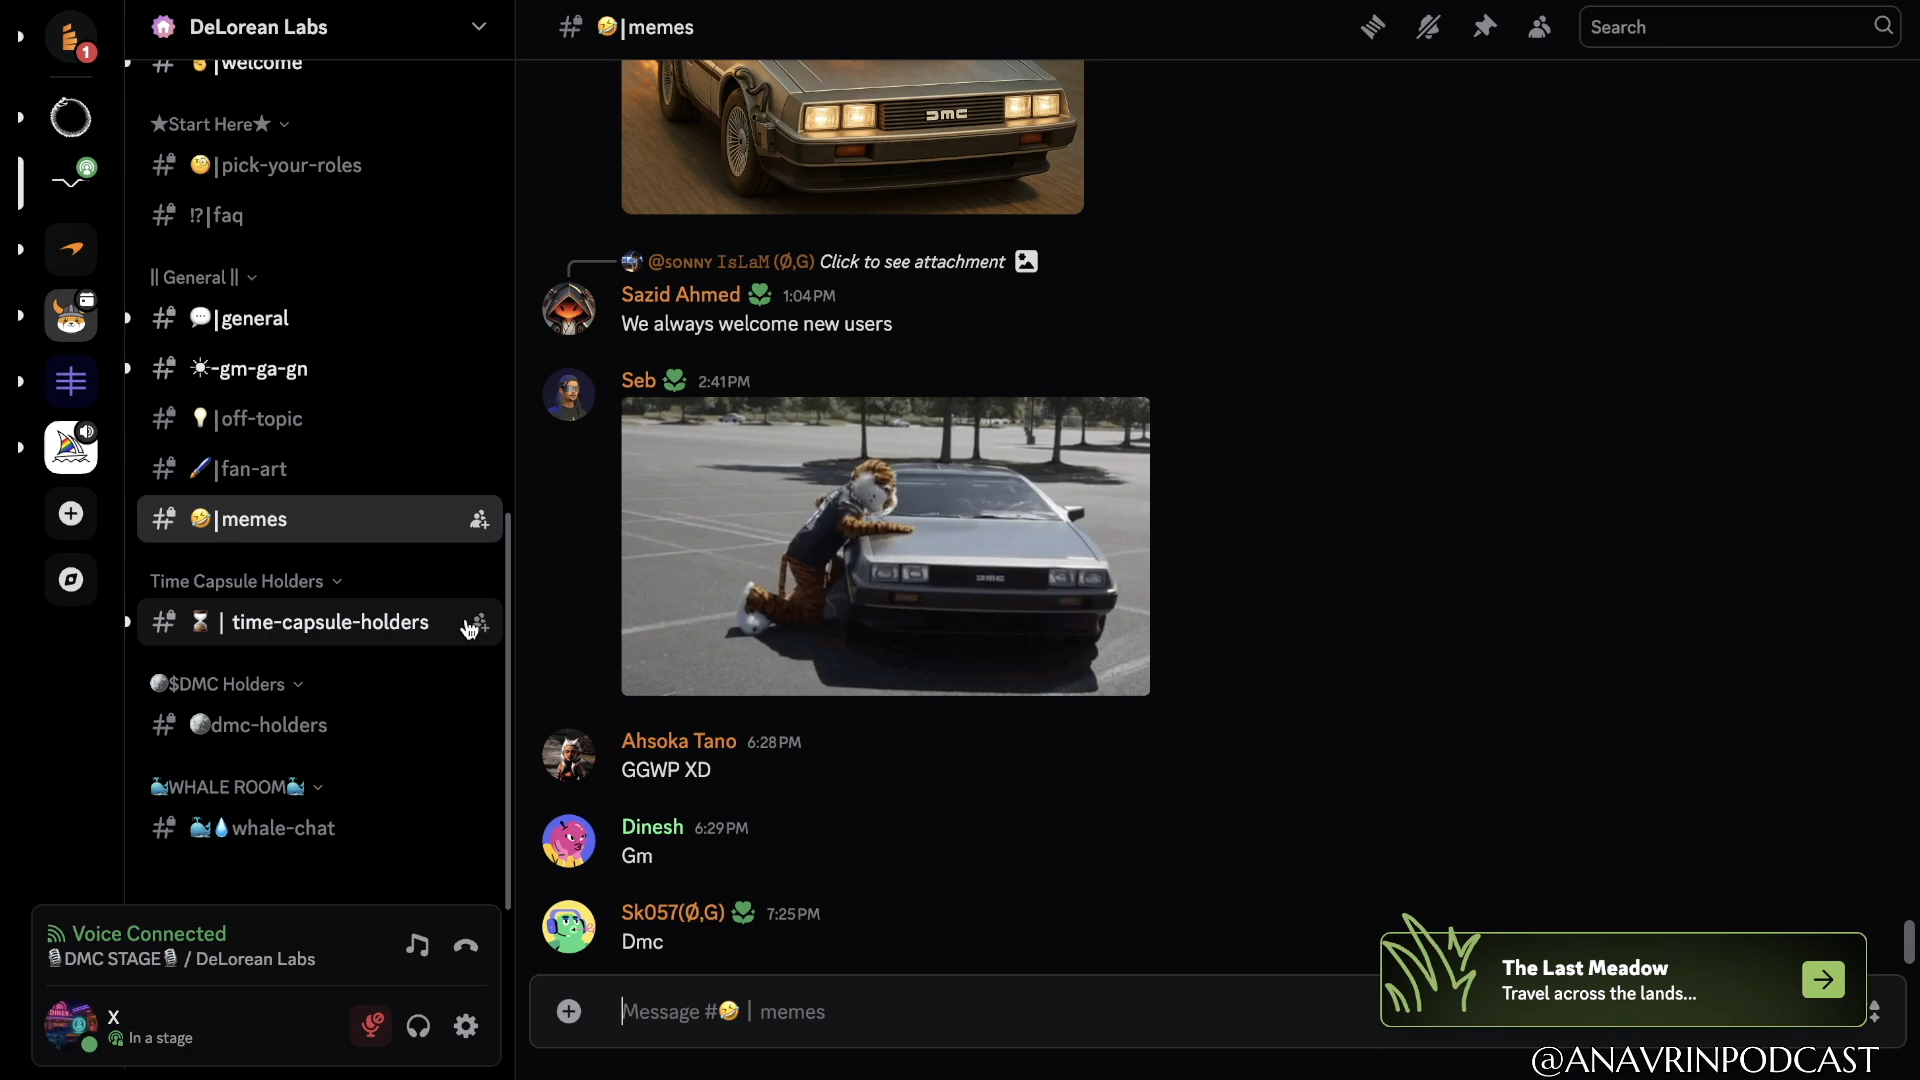 1
DeLorean Labs
|welcome
★Start Here★
|pick-your-roles
⁉|faq
|| General ||
|general
-gm-ga-gn
|off-topic
|fan-art
|memes
Time Capsule Holders
| time-capsule-holders
$DMC Holders
dmc-holders
WHALE ROOM
whale-chat
Voice Connected
DMC STAGE / DeLorean Labs
X
In a stage
|memes
Search
DMC
@SONNY IsLaM (Ø,G) Click to see attachment
Sazid Ahmed 1:04 PM
We always welcome new users
Seb 2:41 PM
DMC
Ahsoka Tano 6:28 PM
GGWP XD
Dinesh 6:29 PM
Gm
Sk057(Ø,G) 7:25 PM
Dmc
Message #🤣 | memes
The Last Meadow
Travel across the lands...
@ANAVRINPODCAST